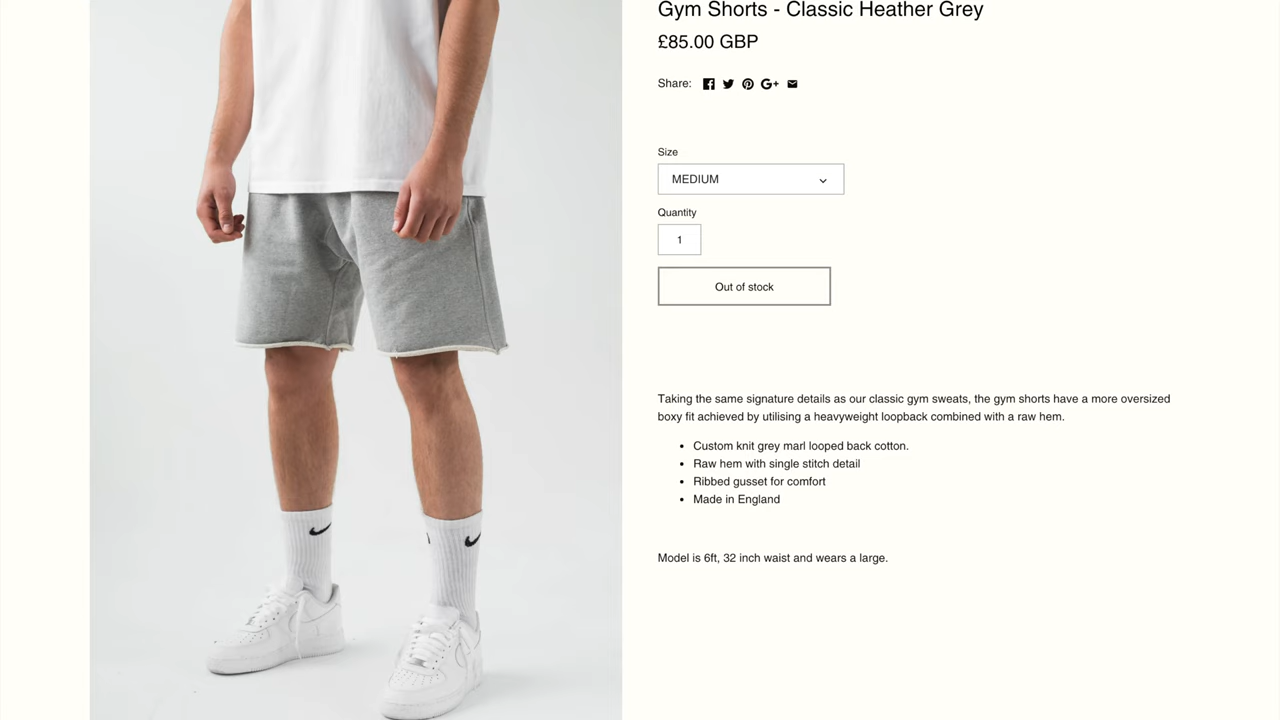 Gym Shorts - Classic Heather Grey
£85.00 GBP
Share:
G+
Size
MEDIUM
Quantity
1
Out of stock
Taking the same signature details as our classic gym sweats, the gym shorts have a more oversized
boxy fit achieved by utilising a heavyweight loopback combined with a raw hem.
• Custom knit grey marl looped back cotton.
• Raw hem with single stitch detail
• Ribbed gusset for comfort
• Made in England
Model is 6ft, 32 inch waist and wears a large.